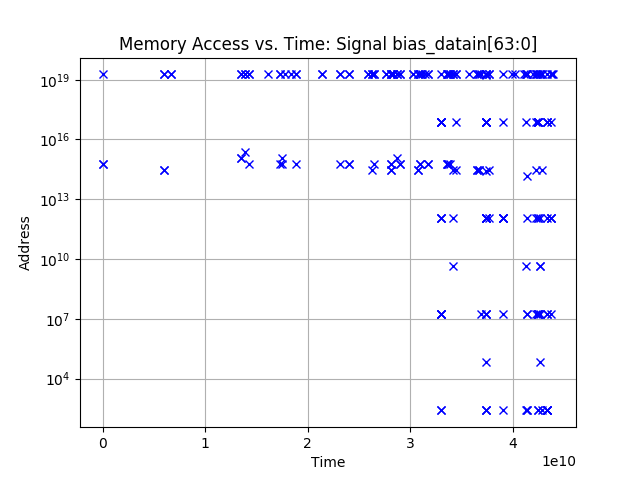 Memory Access vs. Time: Signal bias_datain[63:0]
10^19
10^16
10^13
10^10
10^7
10^4
Address
0 1 2 3 4
1e10
Time